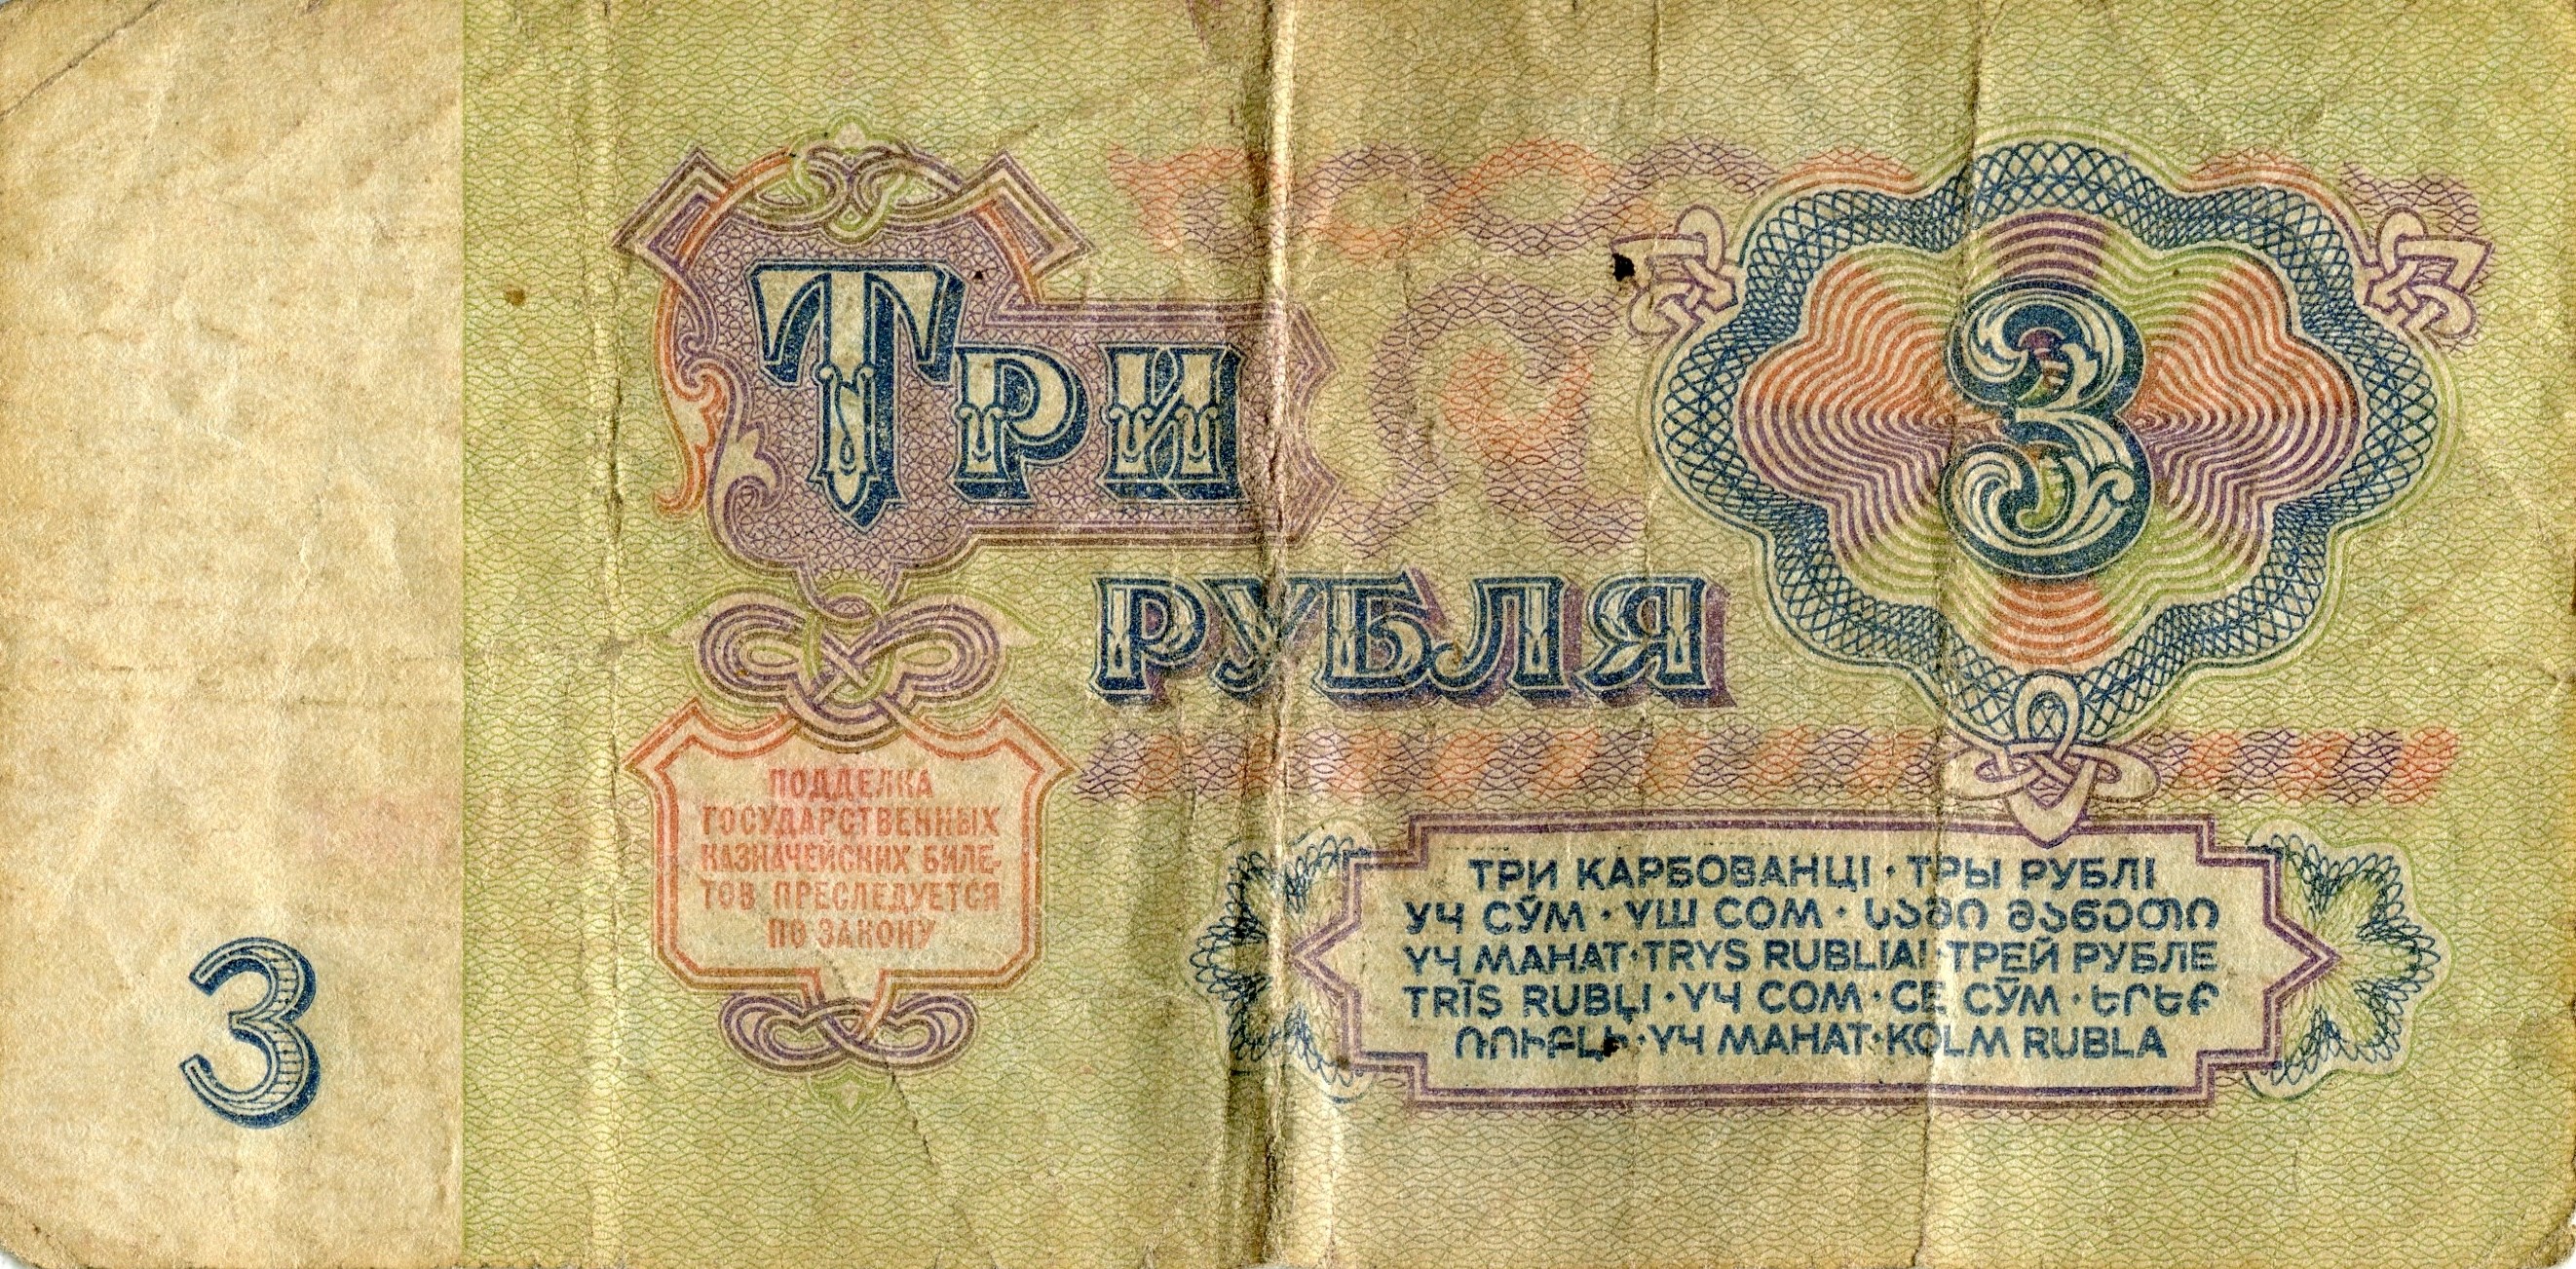 ТРИ
РУБЛЯ
3
ПОДДЕЛКА
ГОСУДАРСТВЕННЫХ
КАЗНАЧЕЙСКИХ БИЛЕ-
ТОВ ПРЕСЛЕДУЕТСЯ
ПО ЗАКОНУ
3
ТРИ КАРБОВАНЦІ · ТРЫ РУБЛІ
УЧ СЎМ · ҮШ СОМ · ᲡᲐᲛᲘ ᲛᲐᲜᲔᲗᲘ
ҮЧ МАНАТ · TRYS RUBLIAI · ТРЕЙ РУБЛЕ
TRĪS RUBĻI · ҮЧ СОМ · СЕ СӮМ · ԵՐԵՔ
ՌՈՒԲԼԻ · ҮЧ МАНАТ · KOLM RUBLA